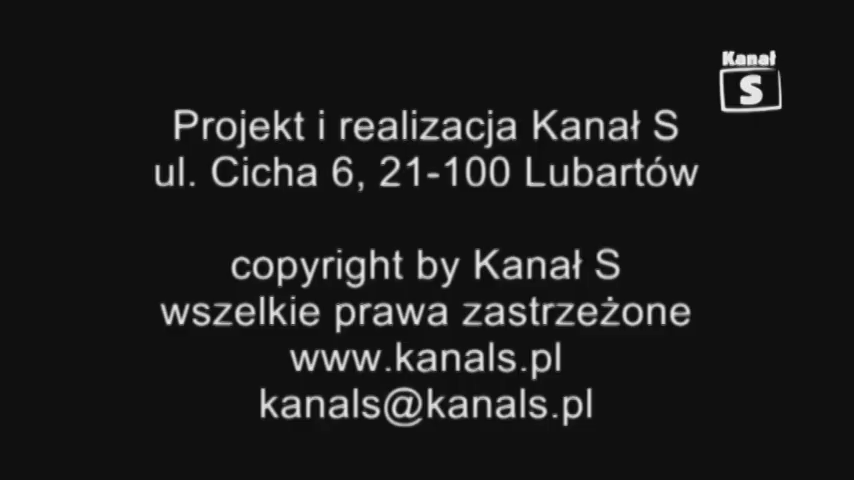 Kanał
S
Projekt i realizacja Kanał S
ul. Cicha 6, 21-100 Lubartów
copyright by Kanał S
wszelkie prawa zastrzeżone
www.kanals.pl
kanals@kanals.pl